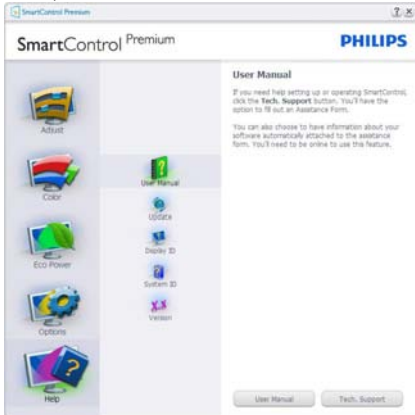 SmartControl Premium
SmartControl Premium
PHILIPS
Adjust
Color
Eco Power
Options
Help
User Manual
Update
Display ID
System ID
Version
User Manual
If you need help setting up or operating SmartControl,
click the Tech. Support button. You'll have the
option to fill out an Assistance Form.
You can also choose to have information about your
software automatically attached to the assistance
form. You'll need to be online to use this feature.
User Manual
Tech. Support